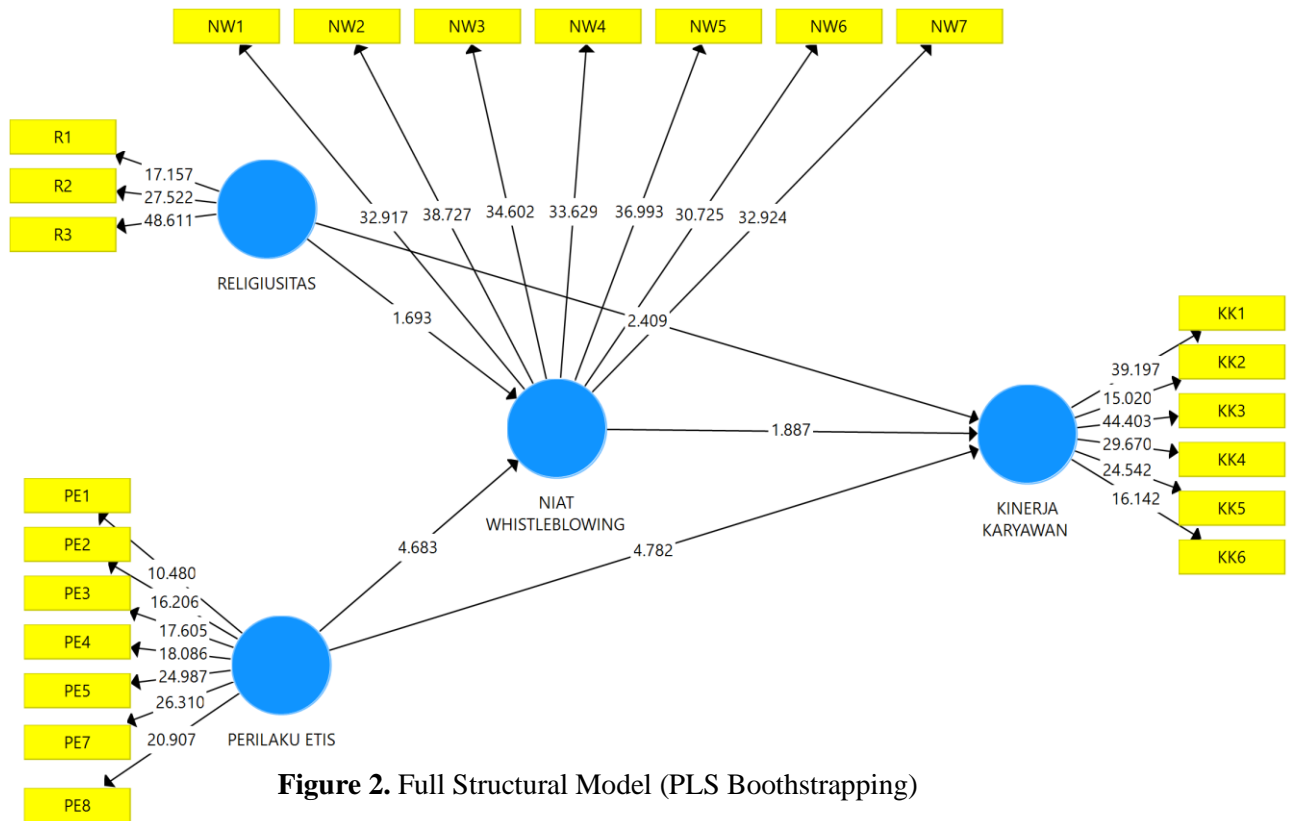 NW1 NW2 NW3 NW4 NW5 NW6 NW7
R1
R2
R3
17.157
27.522
48.611
RELIGIUSITAS
32.917 38.727 34.602 33.629 36.993 30.725 32.924
1.693
2.409
NIAT
WHISTLEBLOWING
1.887
KK1
KK2
KK3
KK4
KK5
KK6
39.197
15.020
44.403
29.670
24.542
16.142
KINERJA
KARYAWAN
4.683
4.782
PE1
PE2
PE3
PE4
PE5
PE7
PE8
10.480
16.206
17.605
18.086
24.987
26.310
20.907
PERILAKU ETIS
Figure 2. Full Structural Model (PLS Boothstrapping)